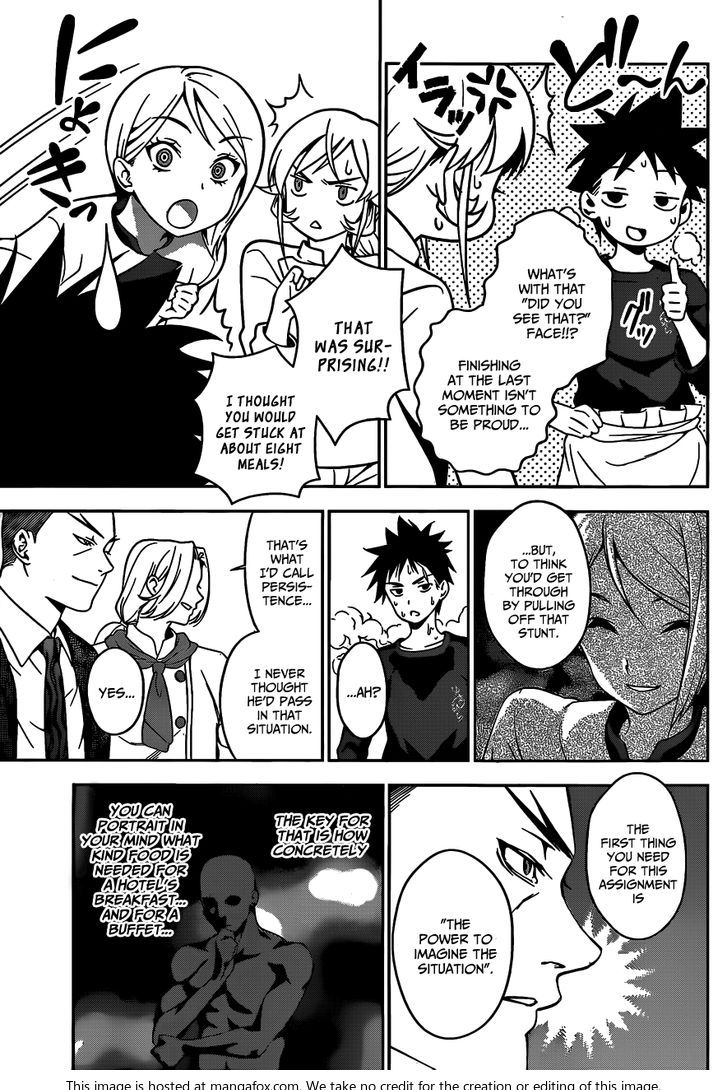 ど〜ん
イラッ
WHAT'S
WITH THAT
"DID YOU
SEE THAT?"
FACE!!?
グッ
FINISHING
AT THE LAST
MOMENT ISN'T
SOMETHING TO
BE PROUD...
にょきっ
THAT
WAS SUR-
PRISING!!
I THOUGHT
YOU WOULD
GET STUCK AT
ABOUT EIGHT
MEALS!
...BUT,
TO THINK
YOU'D GET
THROUGH
BY PULLING
OFF THAT
STUNT.
...AH?
THAT'S
WHAT
I'D CALL
PERSIS-
TENCE...
I NEVER
THOUGHT
HE'D PASS
IN THAT
SITUATION.
YES...
THE
FIRST THING
YOU NEED
FOR THIS
ASSIGNMENT
IS
"THE
POWER TO
IMAGINE THE
SITUATION".
THE KEY FOR
THAT IS HOW
CONCRETELY
YOU CAN
PORTRAIT IN
YOUR MIND WHAT
KIND FOOD IS
NEEDED FOR
A HOTEL'S
BREAKFAST...
AND FOR A
BUFFET...
This image is hosted at mangafox.com. We take no credit for the creation or editing of this image.